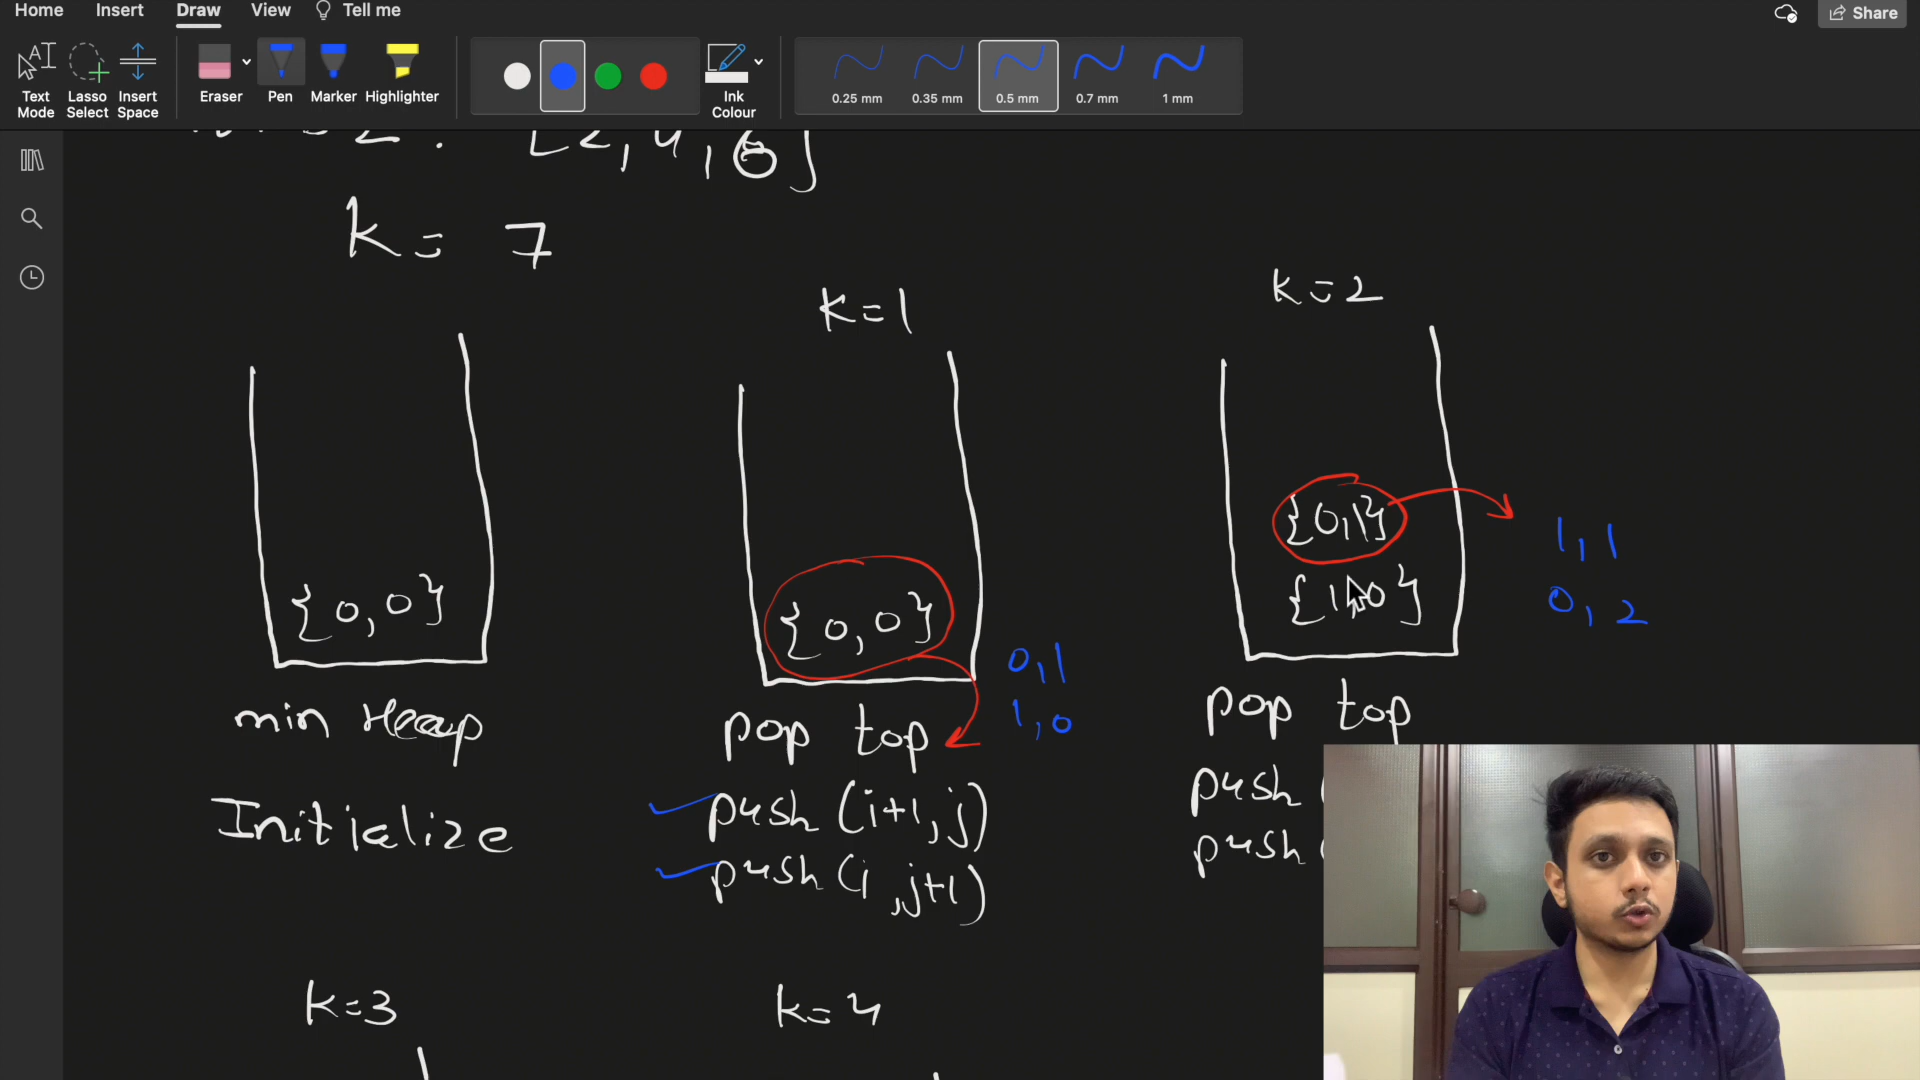 Home Insert Draw View Tell me
Share
Text Mode
Lasso Select
Insert Space
Eraser
Pen
Marker
Highlighter
Ink Colour
0.25 mm
0.35 mm
0.5 mm
0.7 mm
1 mm
[2,4,6]
k = 7
k=1
k=2
{0,0}
min Heap
Initialize
{0,0}
0,1
1,0
pop top
push (i+1,j)
push (i,j+1)
{0,1}
{1,0}
1,1
0,2
pop top
push (
push (
k=3
k=4